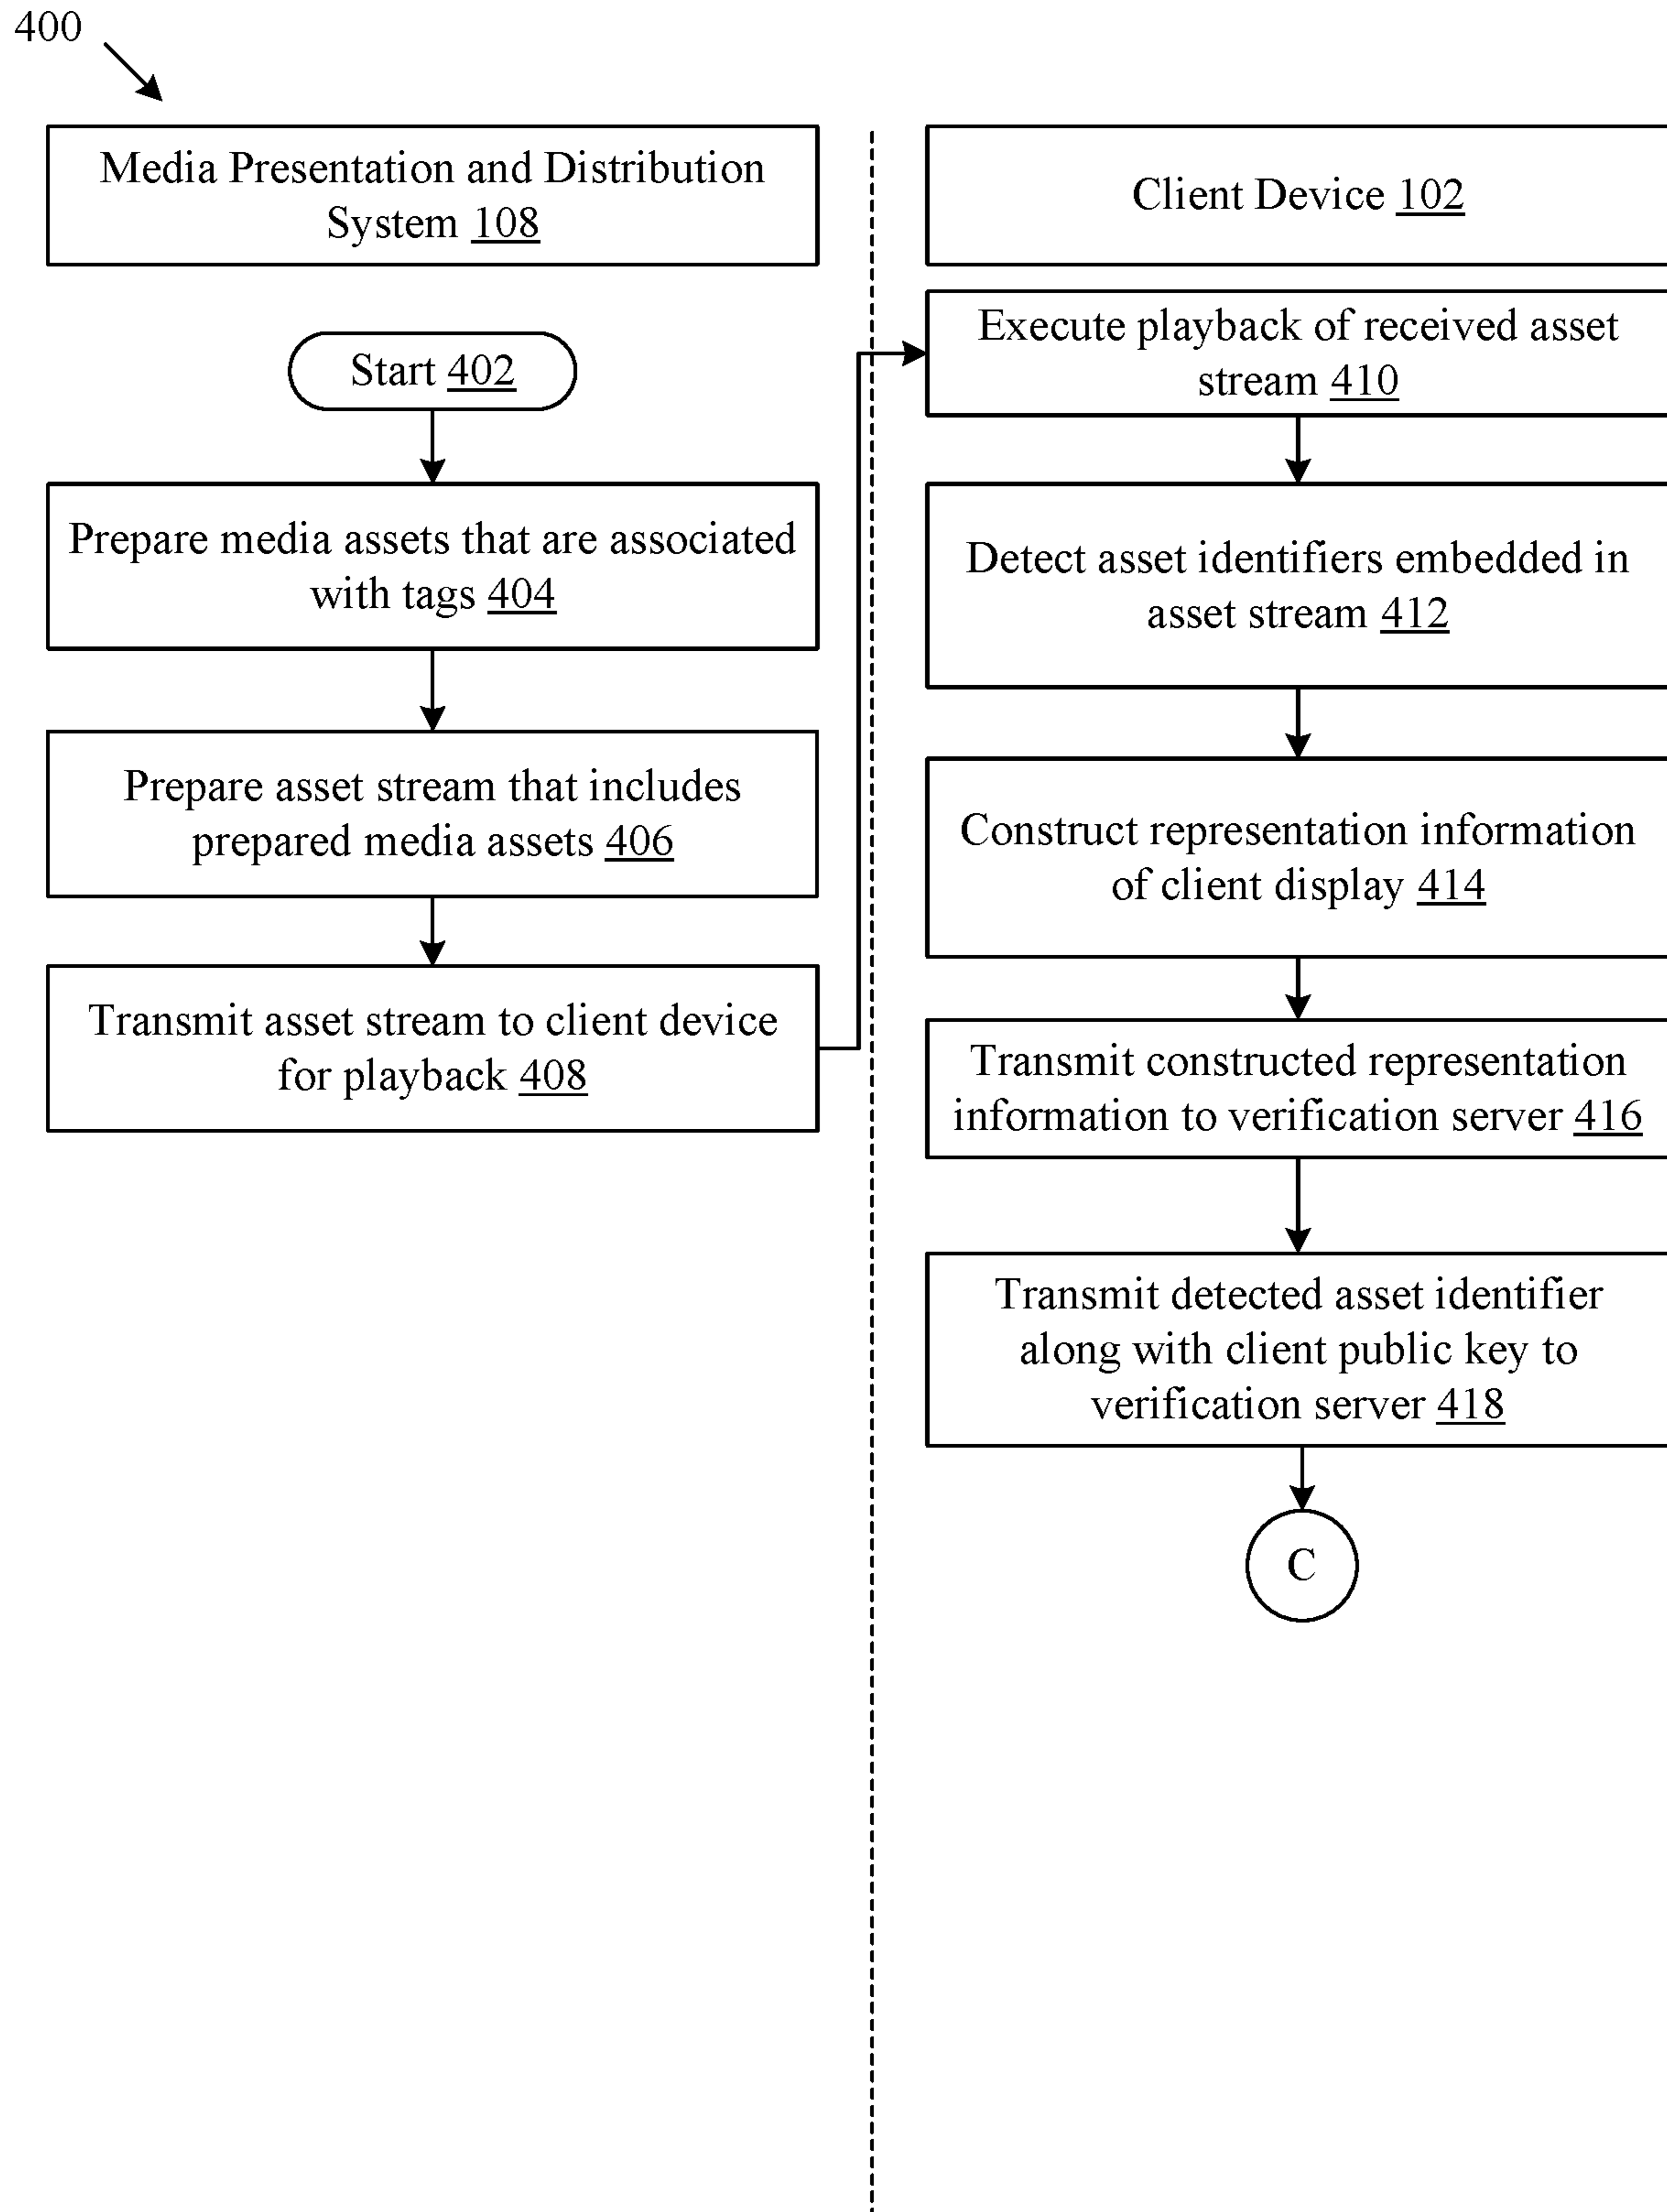 400
Media Presentation and Distribution
System 108
Start 402
Prepare media assets that are associated
with tags 404
Prepare asset stream that includes
prepared media assets 406
Transmit asset stream to client device
for playback 408
Client Device 102
Execute playback of received asset
stream 410
Detect asset identifiers embedded in
asset stream 412
Construct representation information
of client display 414
Transmit constructed representation
information to verification server 416
Transmit detected asset identifier
along with client public key to
verification server 418
C